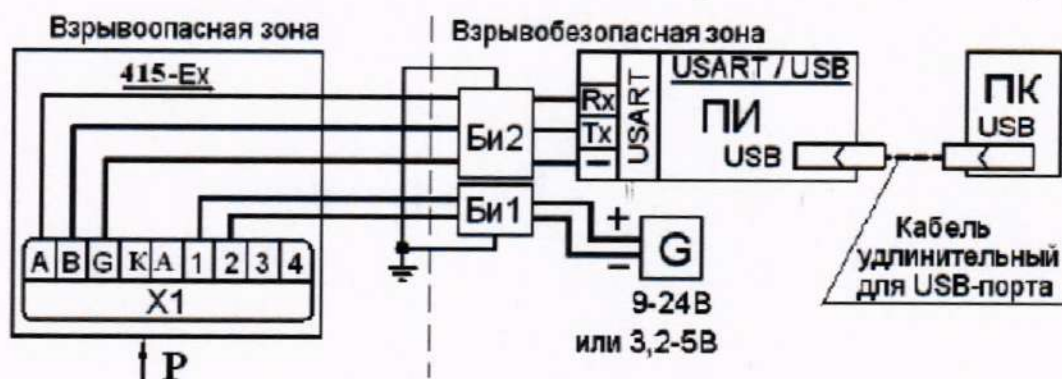 Взрывоопасная зона
Взрывобезопасная зона
415-Ex
USART / USB
Rx
Tx
–
USART
ПИ
USB
ПК
USB
Би2
Би1
+
–
G
9-24В
или 3,2-5В
Кабель
удлинительный
для USB-порта
A B G К А 1 2 3 4
X1
P